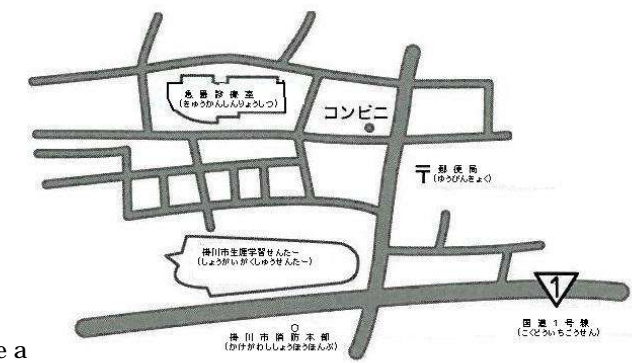 急患診療室
(きゅうかんしんりょうしつ)
コンビニ
〒 郵便局
(ゆうびんきょく)
掛川市生涯学習せんたー
(しょうがいがくしゅうせんたー)
1
国道1号線
(こくどういちごうせん)
掛川市消防本部
(かけがわししょうぼうほんぶ)
e a